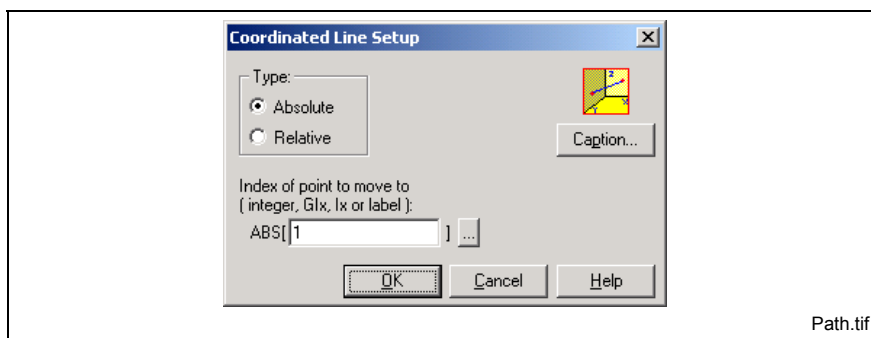 Coordinated Line Setup
Type:
Absolute
Relative
Z
X
Y
Caption...
Index of point to move to
( integer, GIx, Ix or label ):
ABS[ 1 ] ...
OK Cancel Help
Path.tif